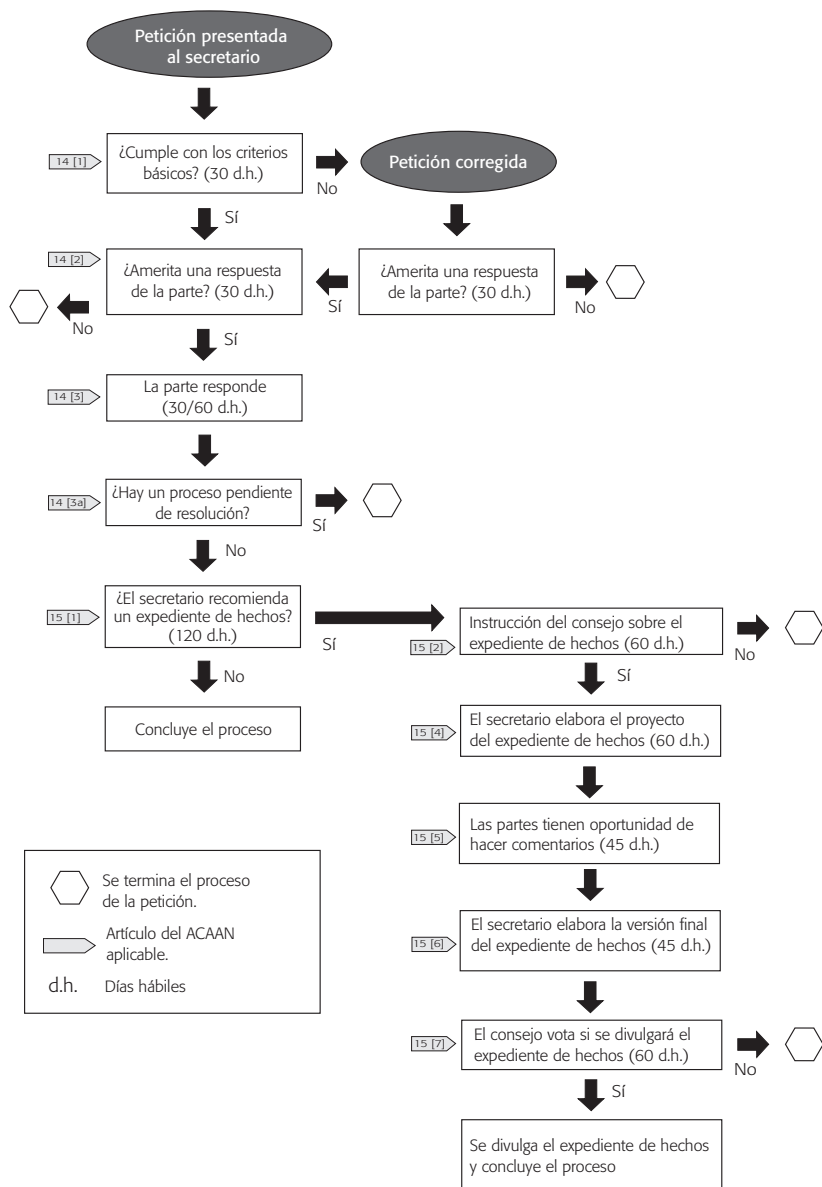 Petición presentada
al secretario
14 [1]
¿Cumple con los criterios
básicos? (30 d.h.)
No
Petición corregida
Sí
14 [2]
¿Amerita una respuesta
de la parte? (30 d.h.)
Sí
¿Amerita una respuesta
de la parte? (30 d.h.)
No
No
Sí
14 [3]
La parte responde
(30/60 d.h.)
14 [3a]
¿Hay un proceso pendiente
de resolución?
Sí
No
15 [1]
¿El secretario recomienda
un expediente de hechos?
(120 d.h.)
Sí
15 [2]
Instrucción del consejo sobre el
expediente de hechos (60 d.h.)
No
No
Sí
Concluye el proceso
15 [4]
El secretario elabora el proyecto
del expediente de hechos (60 d.h.)
15 [5]
Las partes tienen oportunidad de
hacer comentarios (45 d.h.)
15 [6]
El secretario elabora la versión final
del expediente de hechos (45 d.h.)
15 [7]
El consejo vota si se divulgará el
expediente de hechos (60 d.h.)
No
Sí
Se divulga el expediente de hechos
y concluye el proceso
Se termina el proceso
de la petición.
Artículo del ACAAN
aplicable.
d.h. Días hábiles